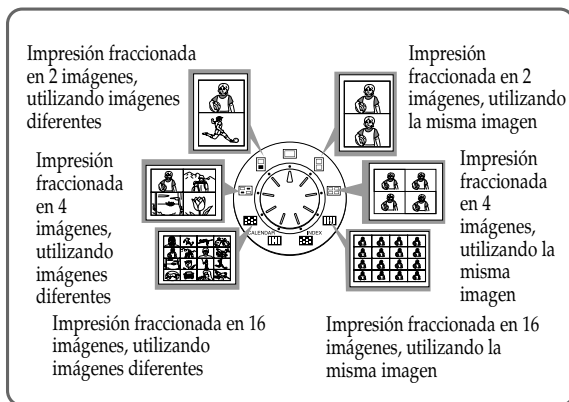 Impresión fraccionada
en 2 imágenes,
utilizando imágenes
diferentes
Impresión
fraccionada en 2
imágenes, utilizando
la misma imagen
Impresión
fraccionada
en 4
imágenes,
utilizando
imágenes
diferentes
CALENDAR
INDEX
Impresión
fraccionada
en 4
imágenes,
utilizando la
misma
imagen
Impresión fraccionada en 16
imágenes, utilizando
imágenes diferentes
Impresión fraccionada en 16
imágenes, utilizando la
misma imagen